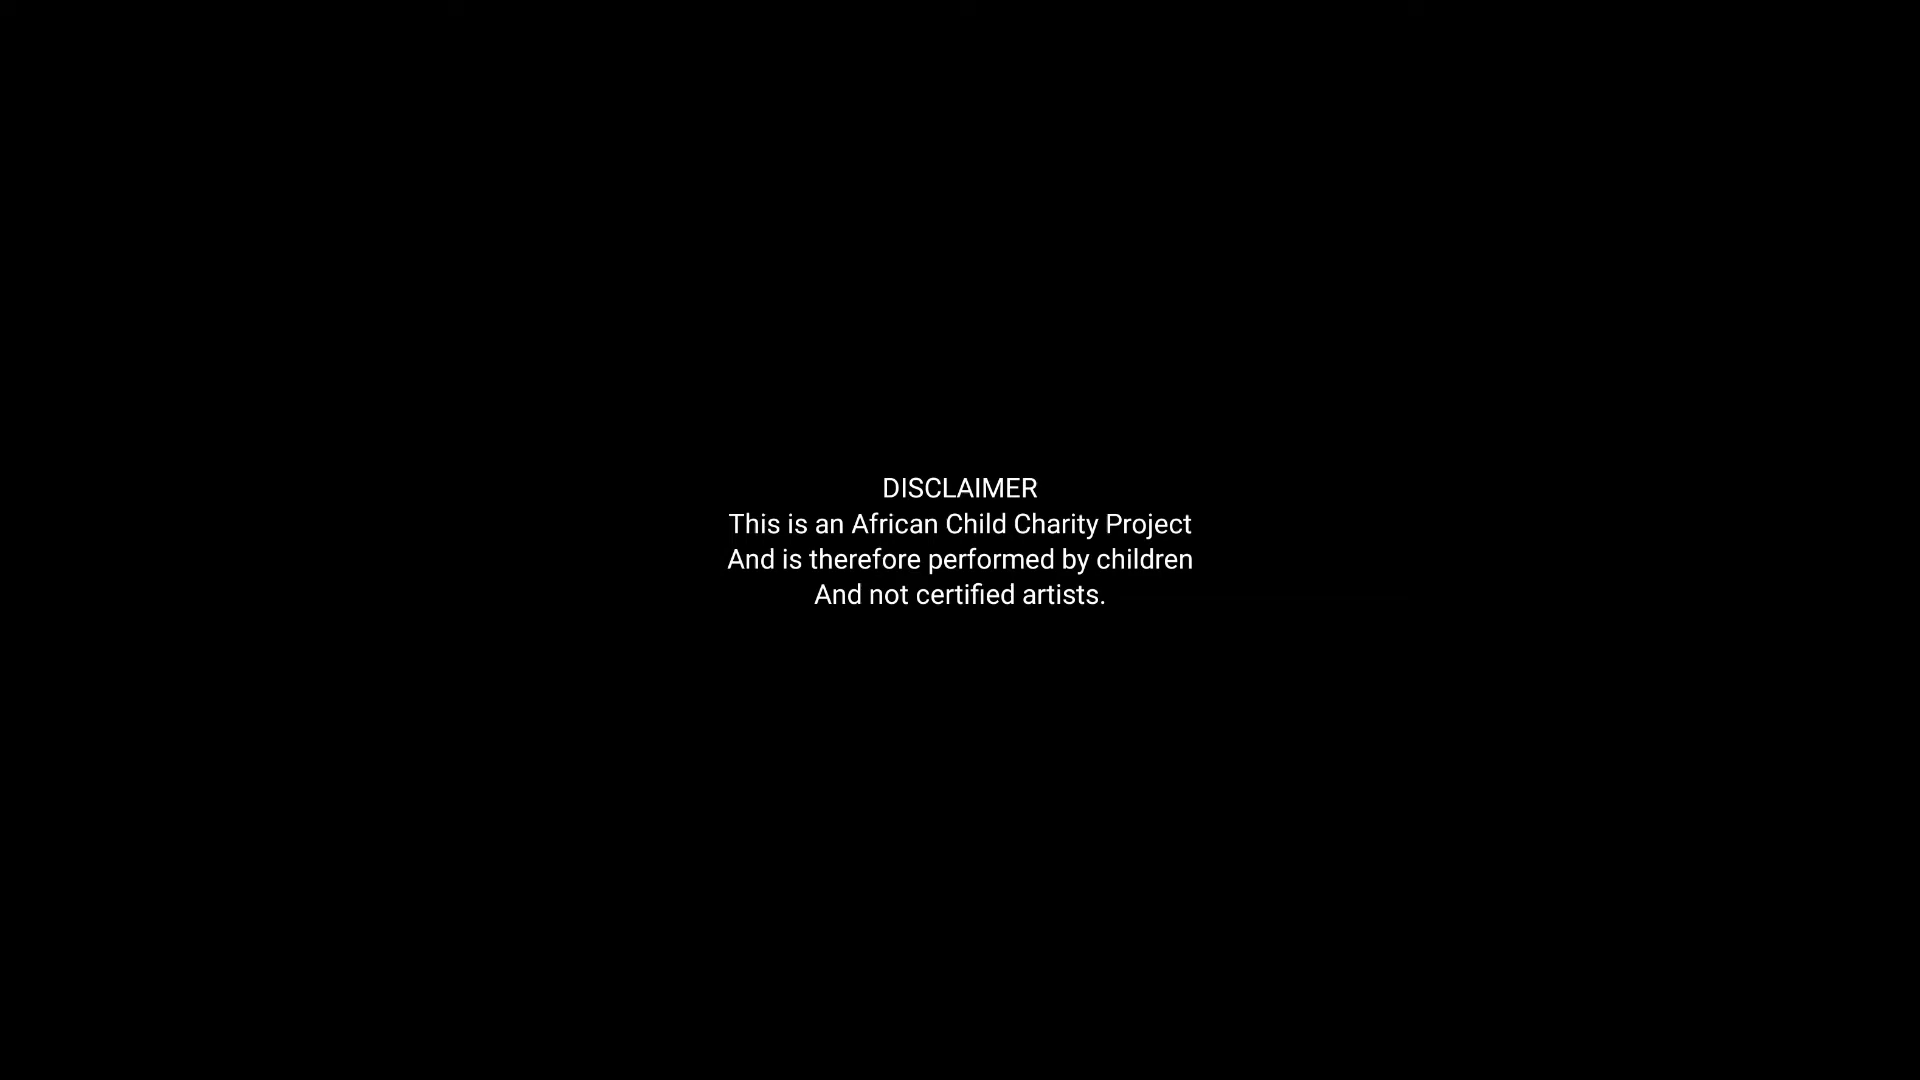 DISCLAIMER
This is an African Child Charity Project
And is therefore performed by children
And not certified artists.